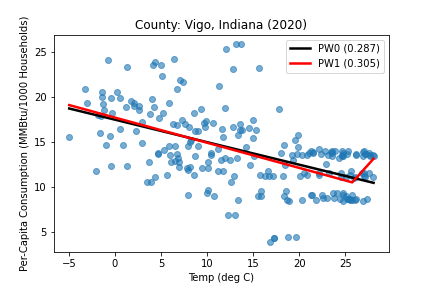 County: Vigo, Indiana (2020)
Per-Capita Consumption (MMBtu/1000 Households)
25
20
15
10
5
PW0 (0.287)
PW1 (0.305)
−5 0 5 10 15 20 25
Temp (deg C)